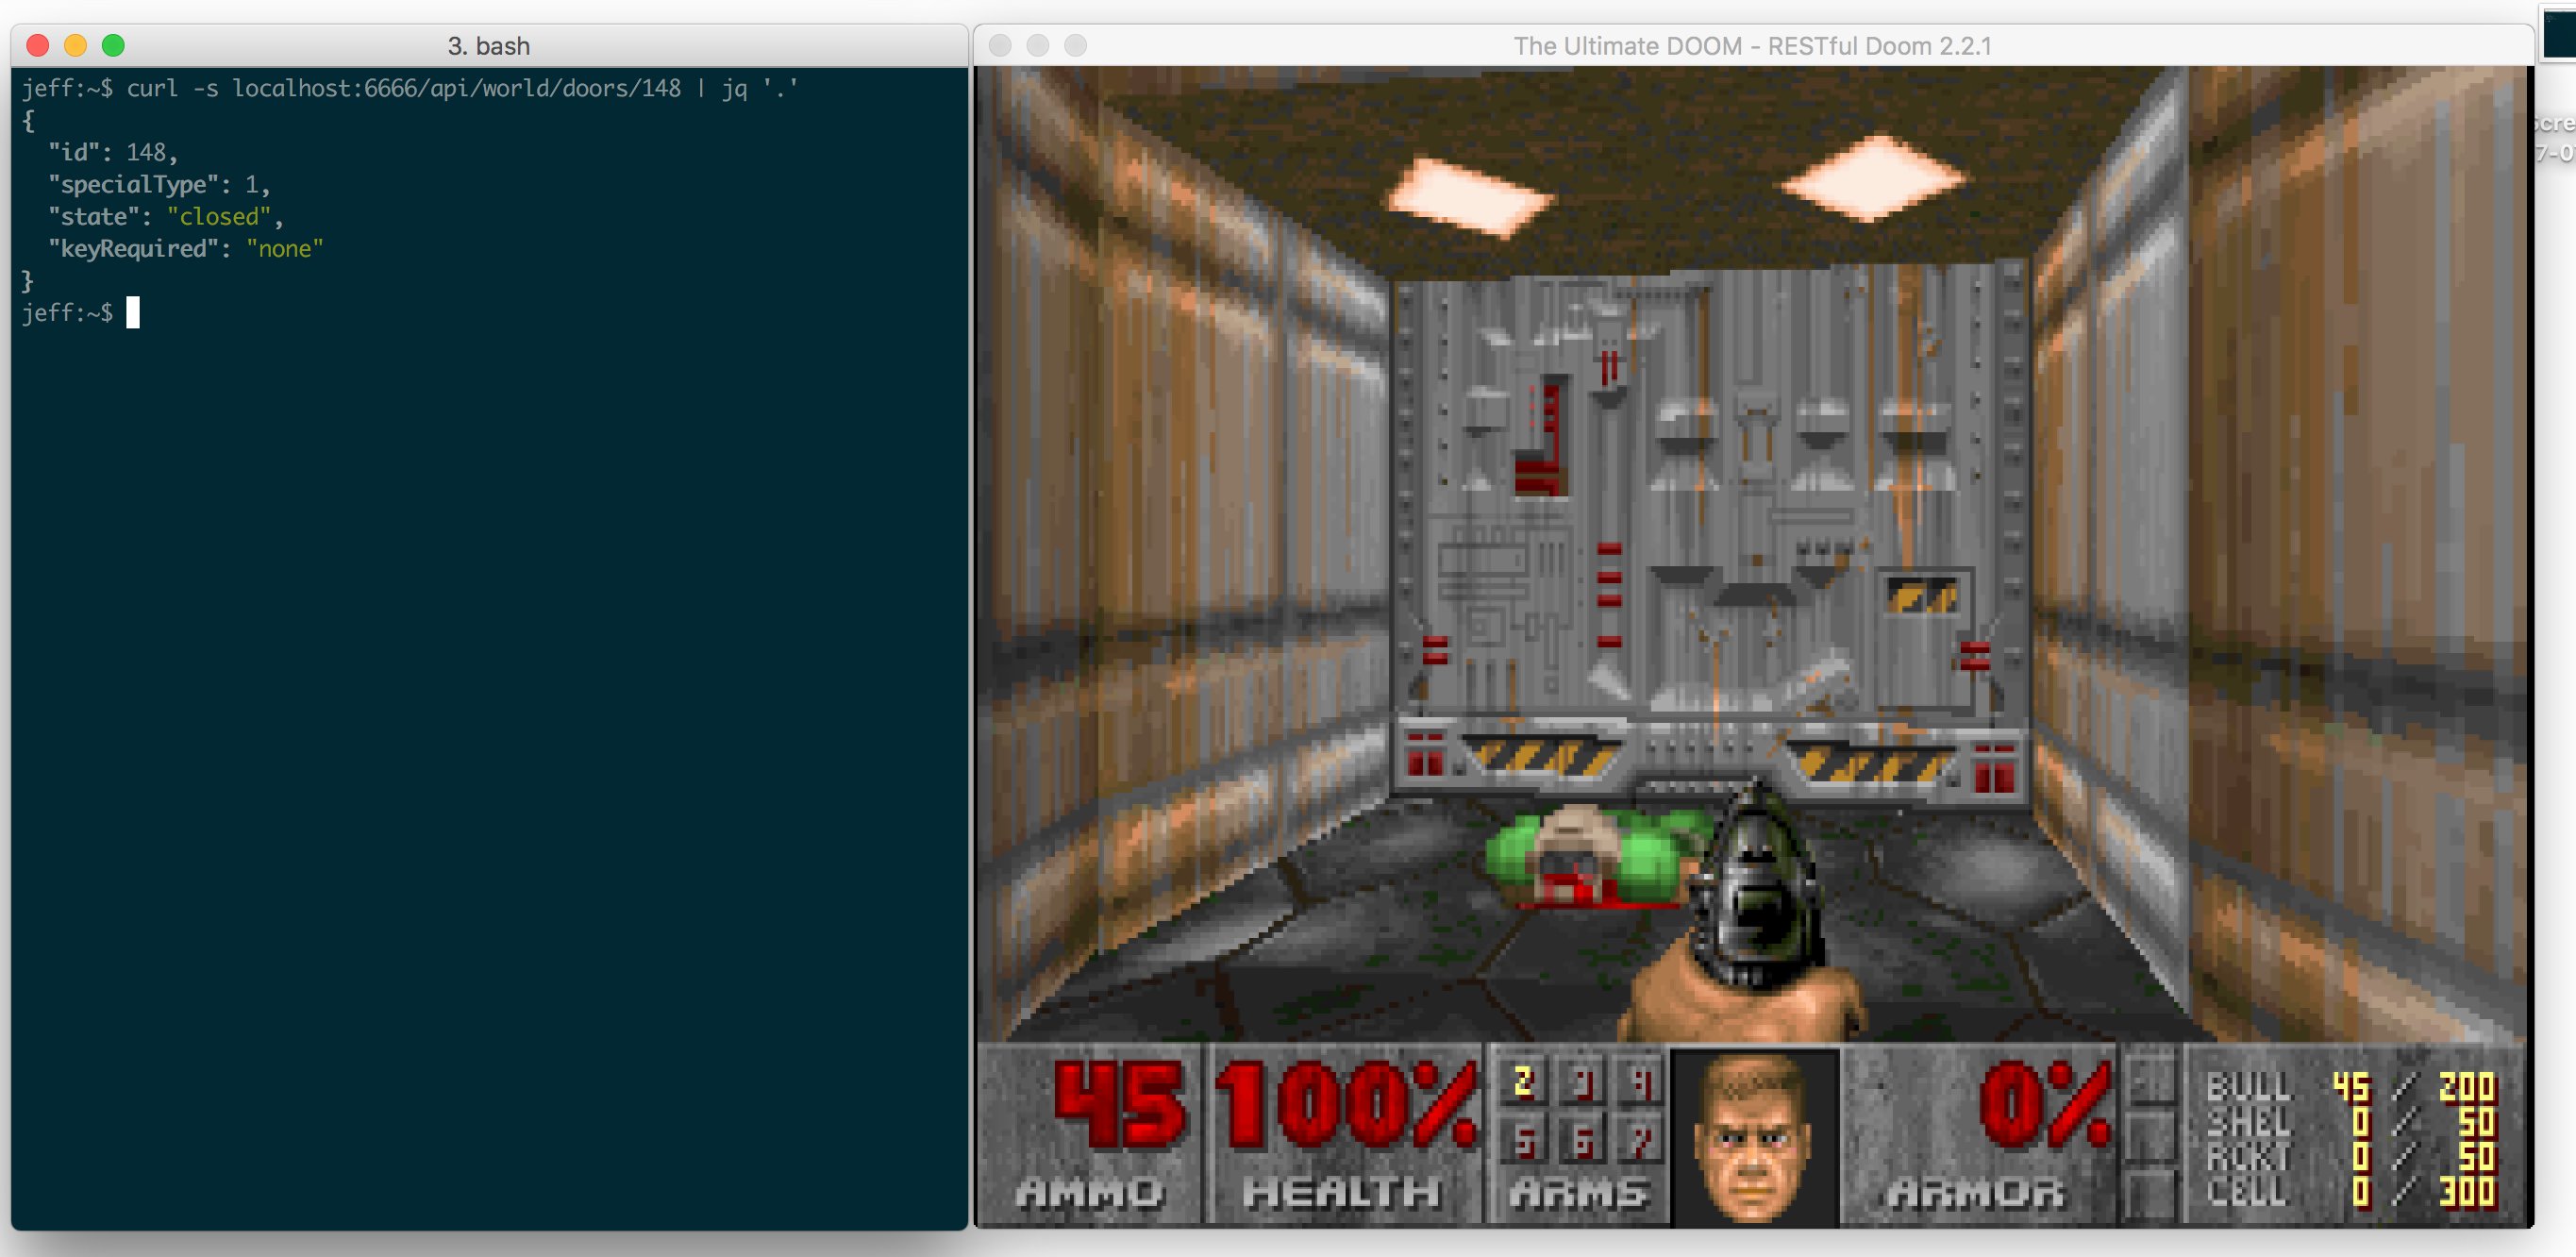 3. bash
jeff:~$ curl -s localhost:6666/api/world/doors/148 | jq '.'
{
  "id": 148,
  "specialType": 1,
  "state": "closed",
  "keyRequired": "none"
}
jeff:~$
The Ultimate DOOM - RESTful Doom 2.2.1
45 100% 2 3 4 0%
5 6 7
AMMO HEALTH ARMS ARMOR
BULL 45 / 200
SHEL 0 / 50
RCKT 0 / 50
CELL 0 / 300